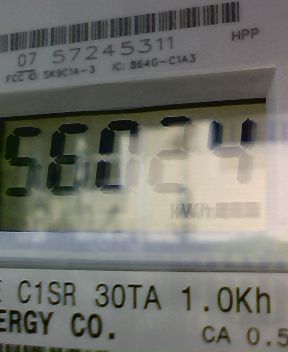 07 57245311
HPP
FCC ID: SK9C1A-3 IC: 864G-C1A3
56024
kWh
E C1SR 30TA 1.0Kh
ERGY CO.
CA 0.5